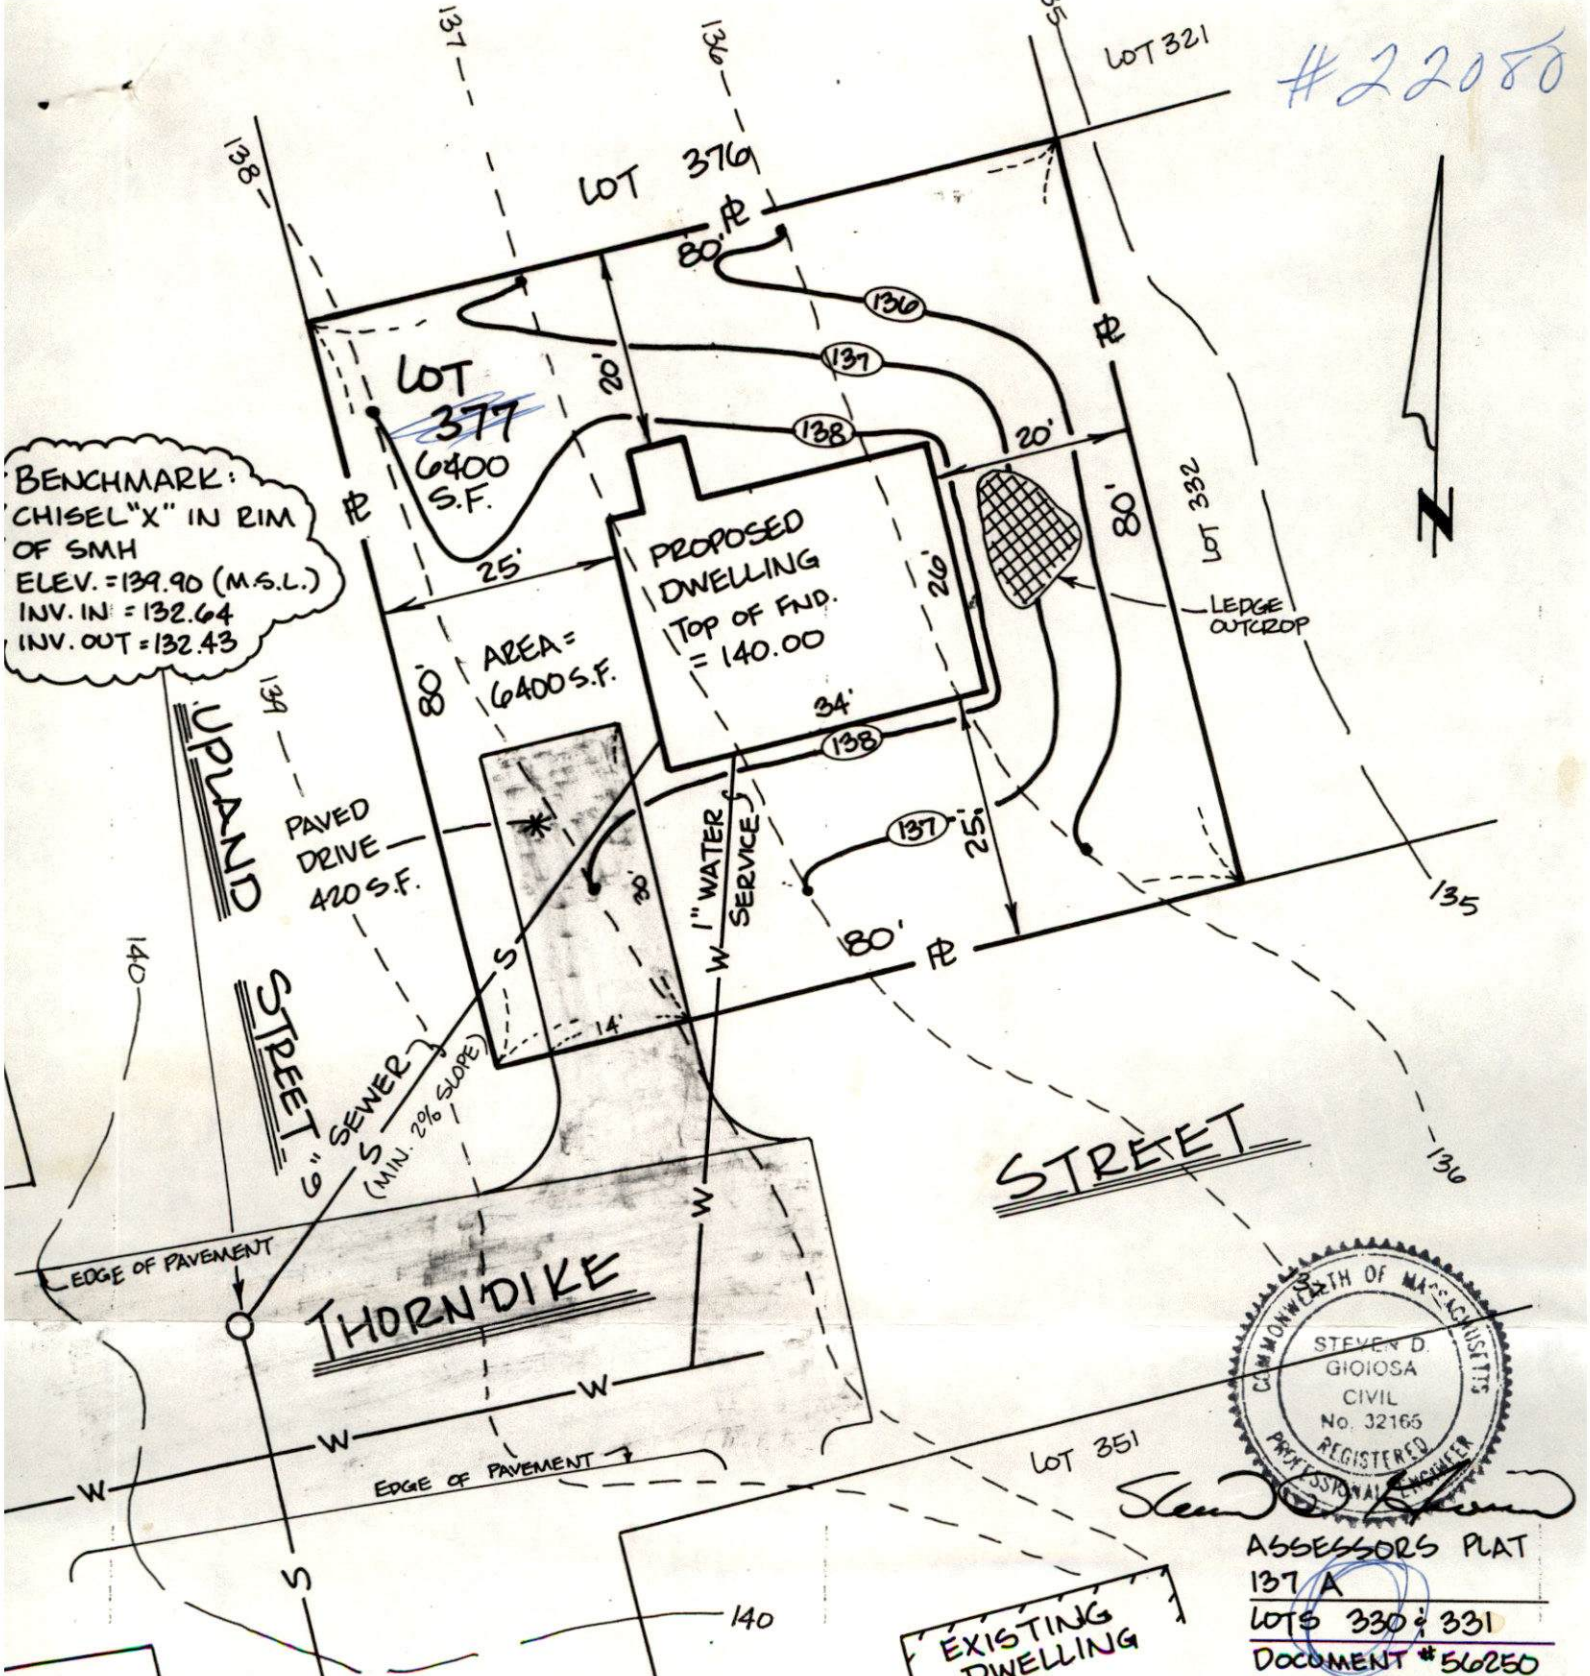 137
136
135
LOT 321
#22080
138
LOT 376
80'
136
137
138
20'
LOT
377
6400
S.F.
20'
BENCHMARK:
CHISEL "X" IN RIM
OF SMH
ELEV. = 139.90 (M.S.L.)
INV. IN = 132.64
INV. OUT = 132.43
25'
PROPOSED
DWELLING
TOP OF FND.
= 140.00
26'
80'
LOT 332
N
LEDGE
OUTCROP
AREA =
6400 S.F.
80'
34'
138
139
UPLAND
STREET
PAVED
DRIVE
420 S.F.
30'
1" WATER
SERVICE
W
137
25'
135
140
S
80'
14'
6" SEWER
S
(MIN. 2% SLOPE)
W
STREET
136
EDGE OF PAVEMENT
THORNDIKE
W
W
W
EDGE OF PAVEMENT
S
LOT 351
COMMONWEALTH OF MASSACHUSETTS
STEVEN D.
GIOIOSA
CIVIL
No. 32165
REGISTERED
PROFESSIONAL ENGINEER
140
EXISTING
DWELLING
ASSESSORS PLAT
137 A
LOTS 330 & 331
DOCUMENT #56250